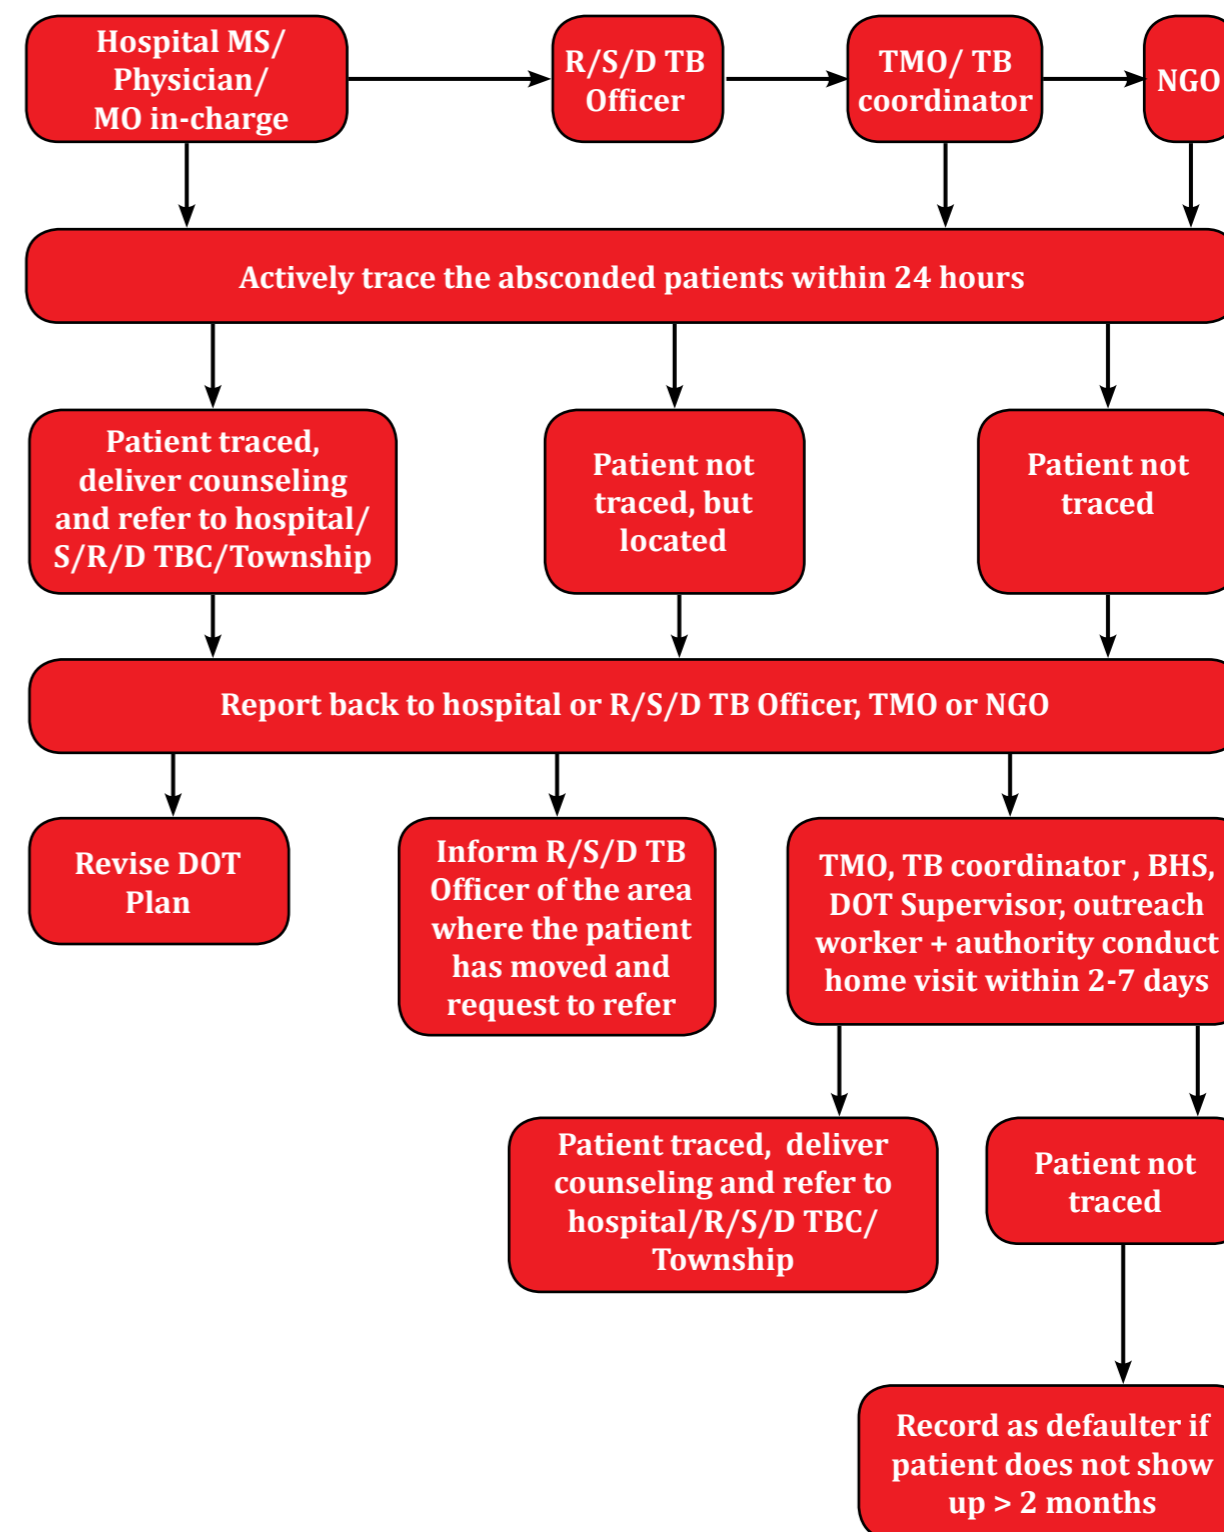 Hospital MS/
Physician/
MO in-charge
R/S/D TB
Officer
TMO/ TB
coordinator
NGO
Actively trace the absconded patients within 24 hours
Patient traced,
deliver counseling
and refer to hospital/
S/R/D TBC/Township
Patient not
traced, but
located
Patient not
traced
Report back to hospital or R/S/D TB Officer, TMO or NGO
Revise DOT
Plan
Inform R/S/D TB
Officer of the area
where the patient
has moved and
request to refer
TMO, TB coordinator , BHS,
DOT Supervisor, outreach
worker + authority conduct
home visit within 2-7 days
Patient traced,  deliver
counseling and refer to
hospital/R/S/D TBC/
Township
Patient not
traced
Record as defaulter if
patient does not show
up > 2 months